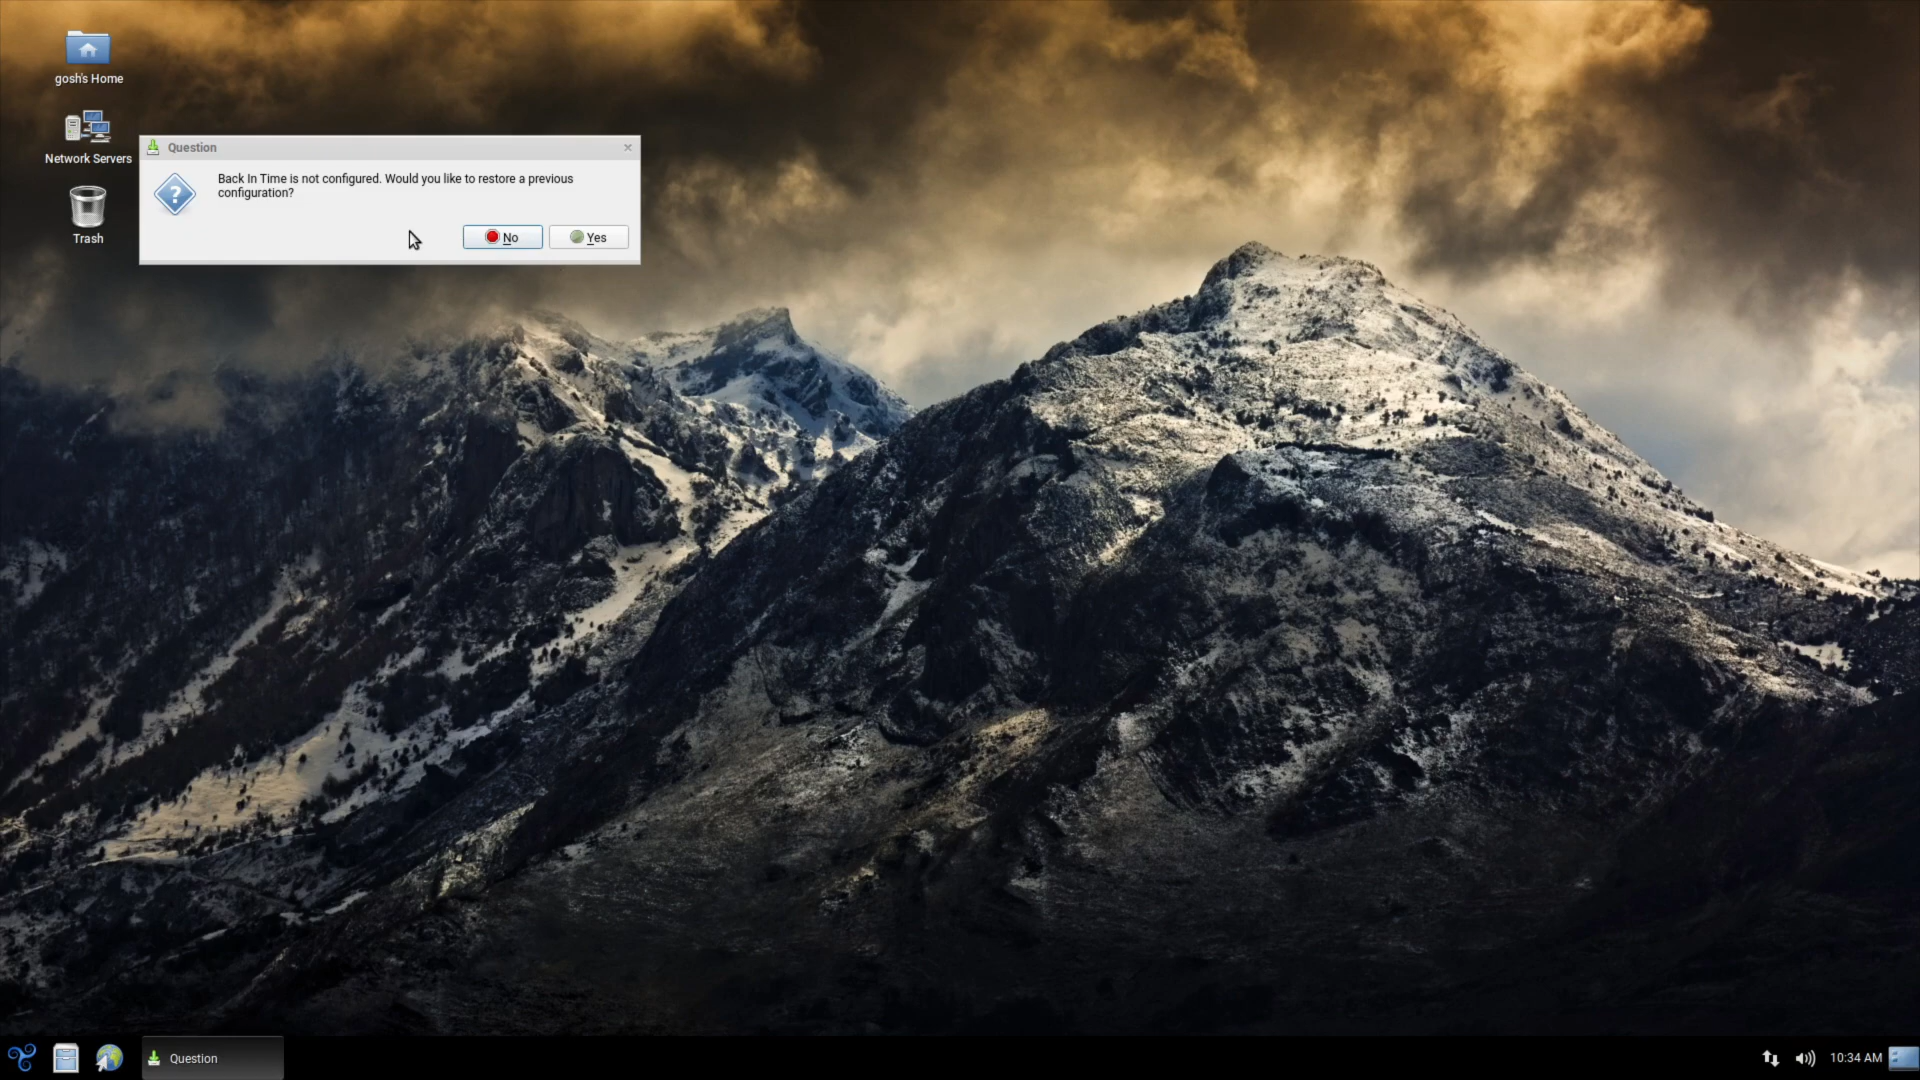 gosh's Home
Network Servers
Trash
Question
Back In Time is not configured. Would you like to restore a previous
configuration?
No
Yes
Question
10:34 AM